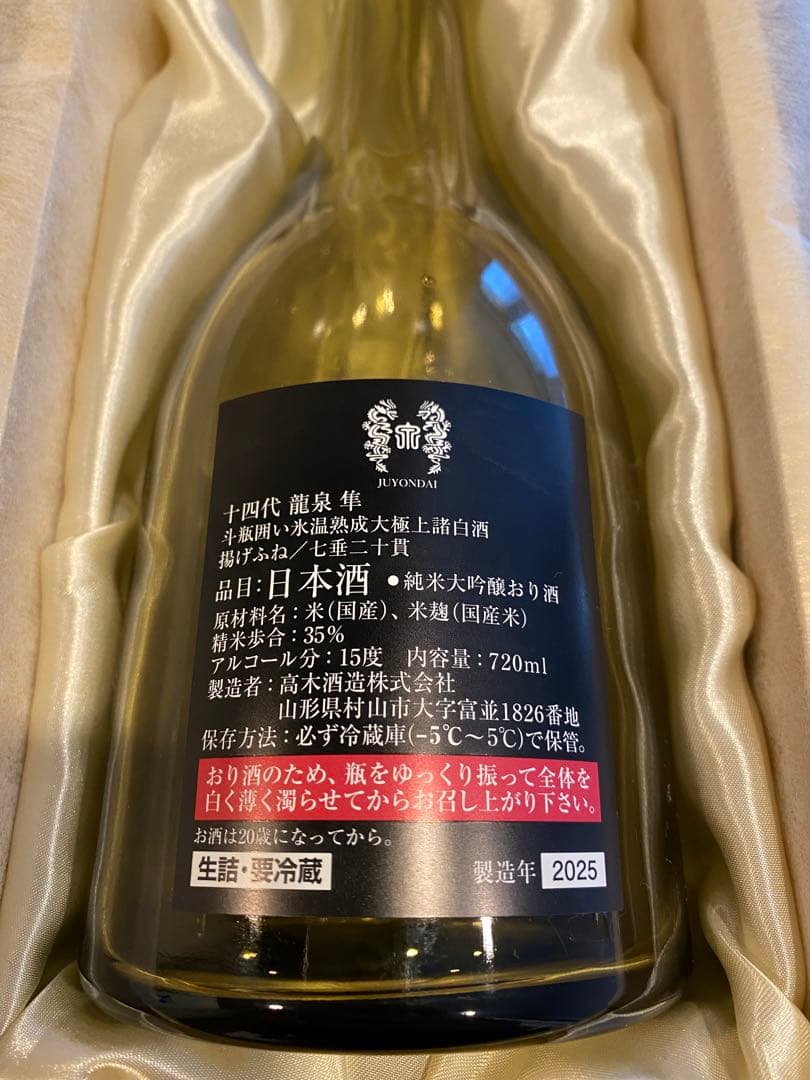 泉
JUYONDAI
十四代 龍泉 隼
斗瓶囲い氷温熟成大極上諸白酒
揚げふね／七垂二十貫
品目：日本酒 ●純米大吟醸おり酒
原材料名：米（国産）、米麹（国産米）
精米歩合：35%
アルコール分：15度 内容量：720ml
製造者：高木酒造株式会社
山形県村山市大字富並1826番地
保存方法：必ず冷蔵庫（-5℃～5℃）で保管。
おり酒のため、瓶をゆっくり振って全体を
白く薄く濁らせてからお召し上がり下さい。
お酒は20歳になってから。
生詰・要冷蔵 製造年 2025